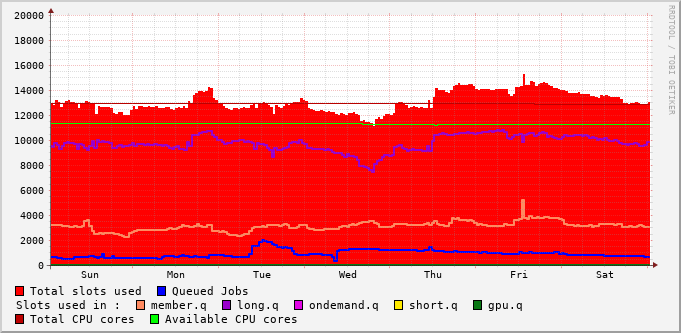 20000
18000
16000
14000
12000
10000
8000
6000
4000
2000
0
Sun Mon Tue Wed Thu Fri Sat
Total slots used Queued Jobs
Slots used in : member.q long.q ondemand.q short.q gpu.q
Total CPU cores Available CPU cores
RRDTOOL / TOBI OETIKER